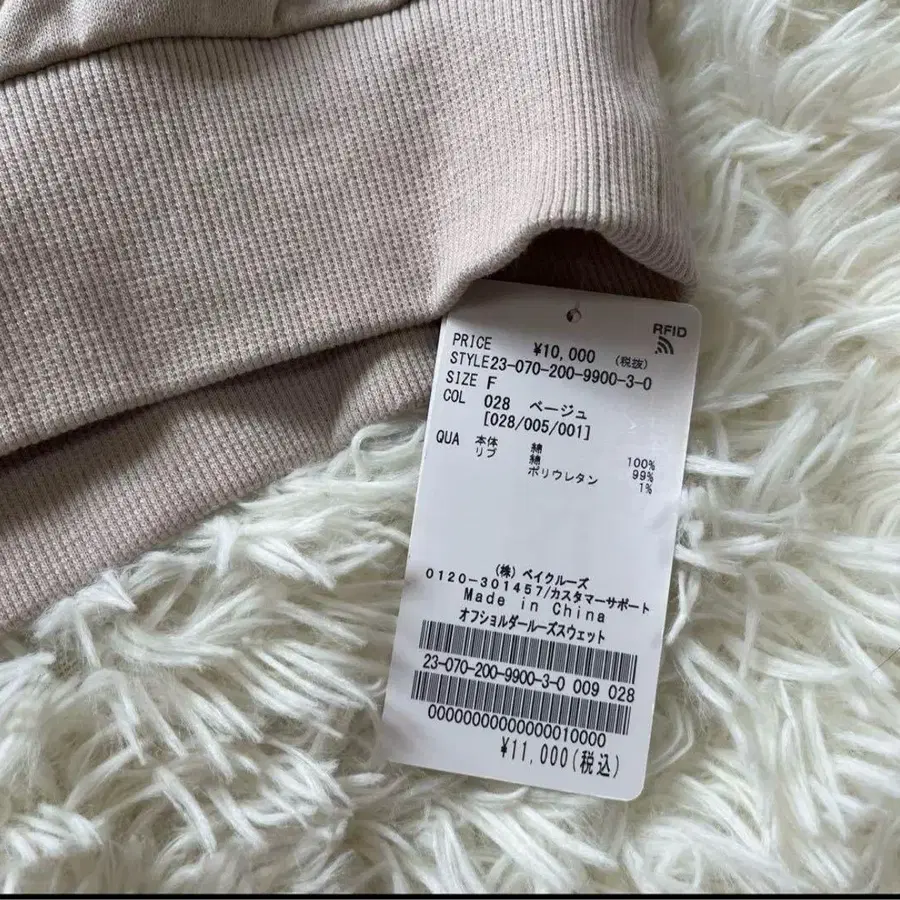 RFID
PRICE ¥10,000 (税抜)
STYLE23-070-200-9900-3-0
SIZE F
COL 028 ベージュ
[028/005/001]
QUA 本体 綿 100%
リブ 綿 99%
ポリウレタン 1%
(株)ベイクルーズ
0120-301457/カスタマーサポート
Made in China
オフショルダールーズスウェット
23-070-200-9900-3-0 009 028
0000000000000010000
¥11,000(税込)